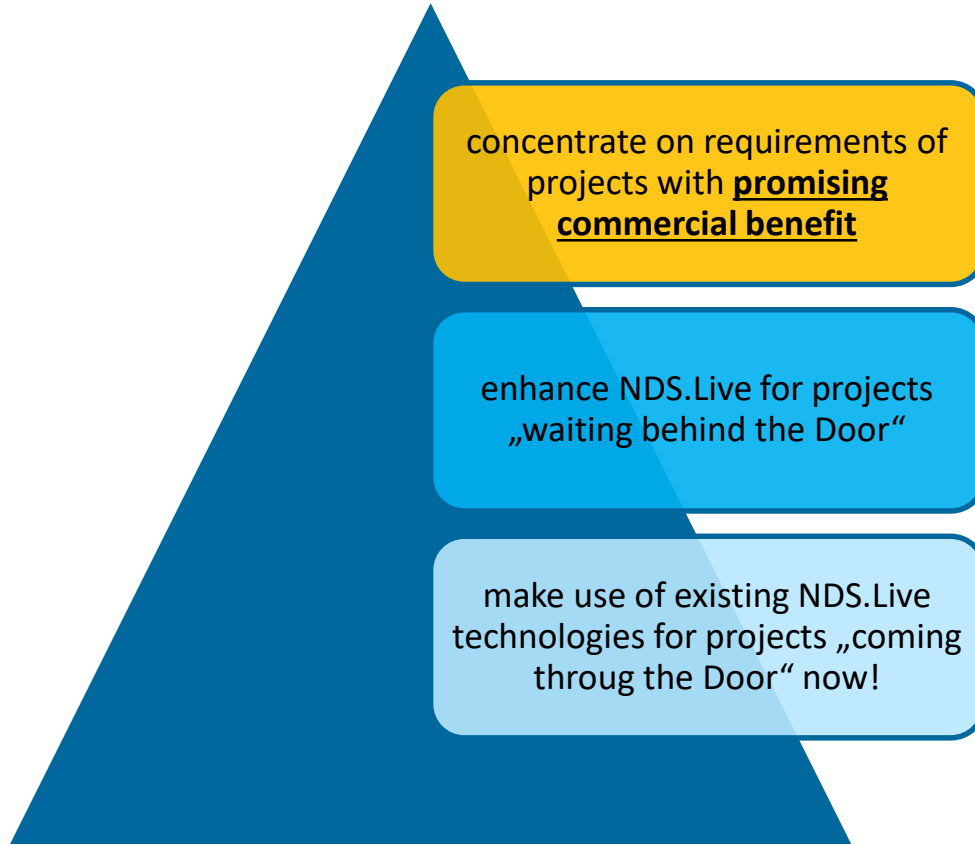 concentrate on requirements of
projects with promising
commercial benefit
enhance NDS.Live for projects
„waiting behind the Door“
make use of existing NDS.Live
technologies for projects „coming
throug the Door“ now!